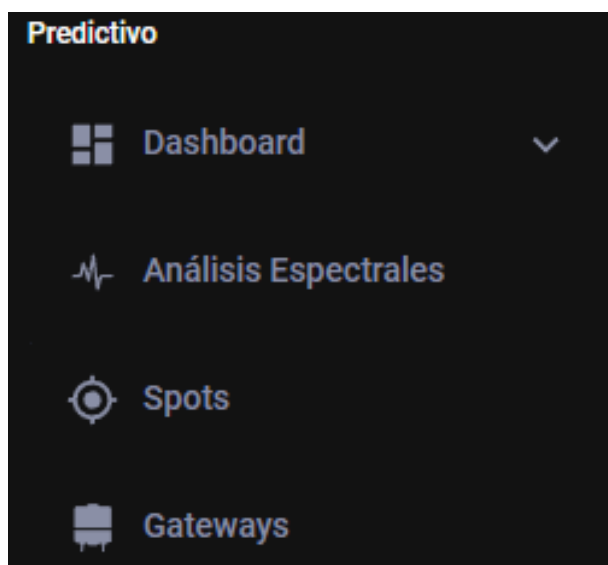 Predictivo
Dashboard
Análisis Espectrales
Spots
Gateways